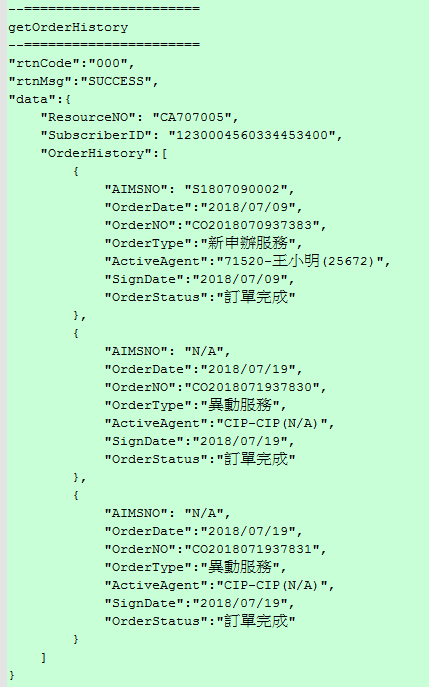 --======================
getOrderHistory
--======================
"rtnCode":"000",
"rtnMsg":"SUCCESS",
"data":{
    "ResourceNO": "CA707005",
    "SubscriberID": "1230004560334453400",
    "OrderHistory":[
        {
            "AIMSNO": "S1807090002",
            "OrderDate":"2018/07/09",
            "OrderNO":"CO2018070937383",
            "OrderType":"新申辦服務",
            "ActiveAgent":"71520-王小明(25672)",
            "SignDate":"2018/07/09",
            "OrderStatus":"訂單完成"
        },
        {
            "AIMSNO": "N/A",
            "OrderDate":"2018/07/19",
            "OrderNO":"CO2018071937830",
            "OrderType":"異動服務",
            "ActiveAgent":"CIP-CIP(N/A)",
            "SignDate":"2018/07/19",
            "OrderStatus":"訂單完成"
        },
        {
            "AIMSNO": "N/A",
            "OrderDate":"2018/07/19",
            "OrderNO":"CO2018071937831",
            "OrderType":"異動服務",
            "ActiveAgent":"CIP-CIP(N/A)",
            "SignDate":"2018/07/19",
            "OrderStatus":"訂單完成"
        }
    ]
}